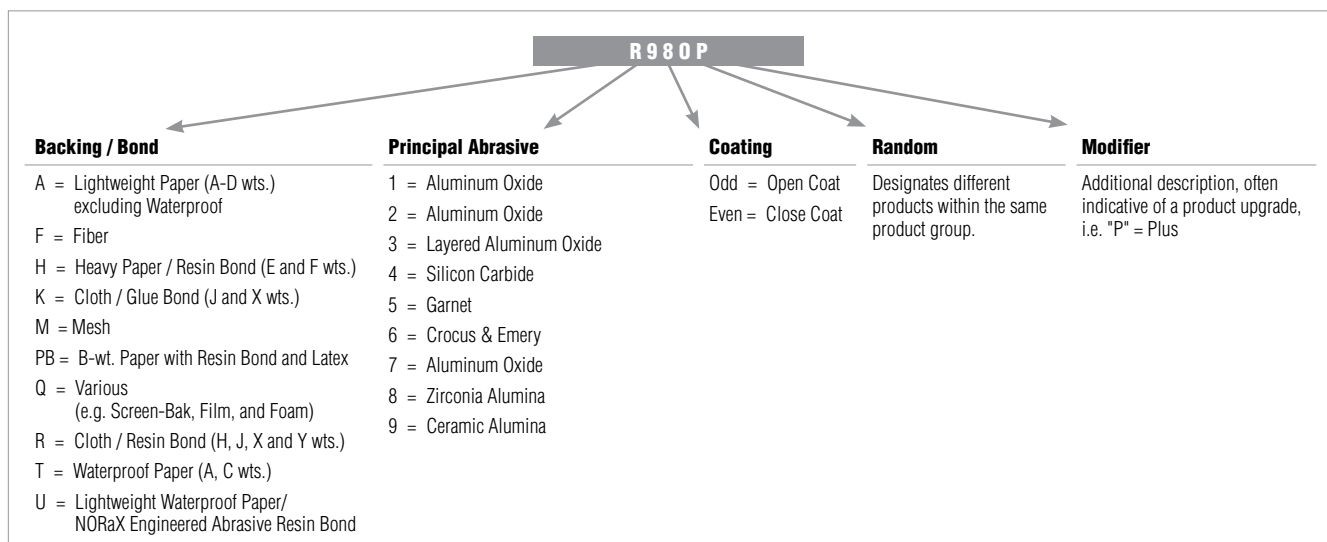 R980P
Backing / Bond
A = Lightweight Paper (A-D wts.)
excluding Waterproof
F = Fiber
H = Heavy Paper / Resin Bond (E and F wts.)
K = Cloth / Glue Bond (J and X wts.)
M = Mesh
PB = B-wt. Paper with Resin Bond and Latex
Q = Various
(e.g. Screen-Bak, Film, and Foam)
R = Cloth / Resin Bond (H, J, X and Y wts.)
T = Waterproof Paper (A, C wts.)
U = Lightweight Waterproof Paper/
NORaX Engineered Abrasive Resin Bond
Principal Abrasive
1 = Aluminum Oxide
2 = Aluminum Oxide
3 = Layered Aluminum Oxide
4 = Silicon Carbide
5 = Garnet
6 = Crocus & Emery
7 = Aluminum Oxide
8 = Zirconia Alumina
9 = Ceramic Alumina
Coating
Odd = Open Coat
Even = Close Coat
Random
Designates different
products within the same
product group.
Modifier
Additional description, often
indicative of a product upgrade,
i.e. "P" = Plus